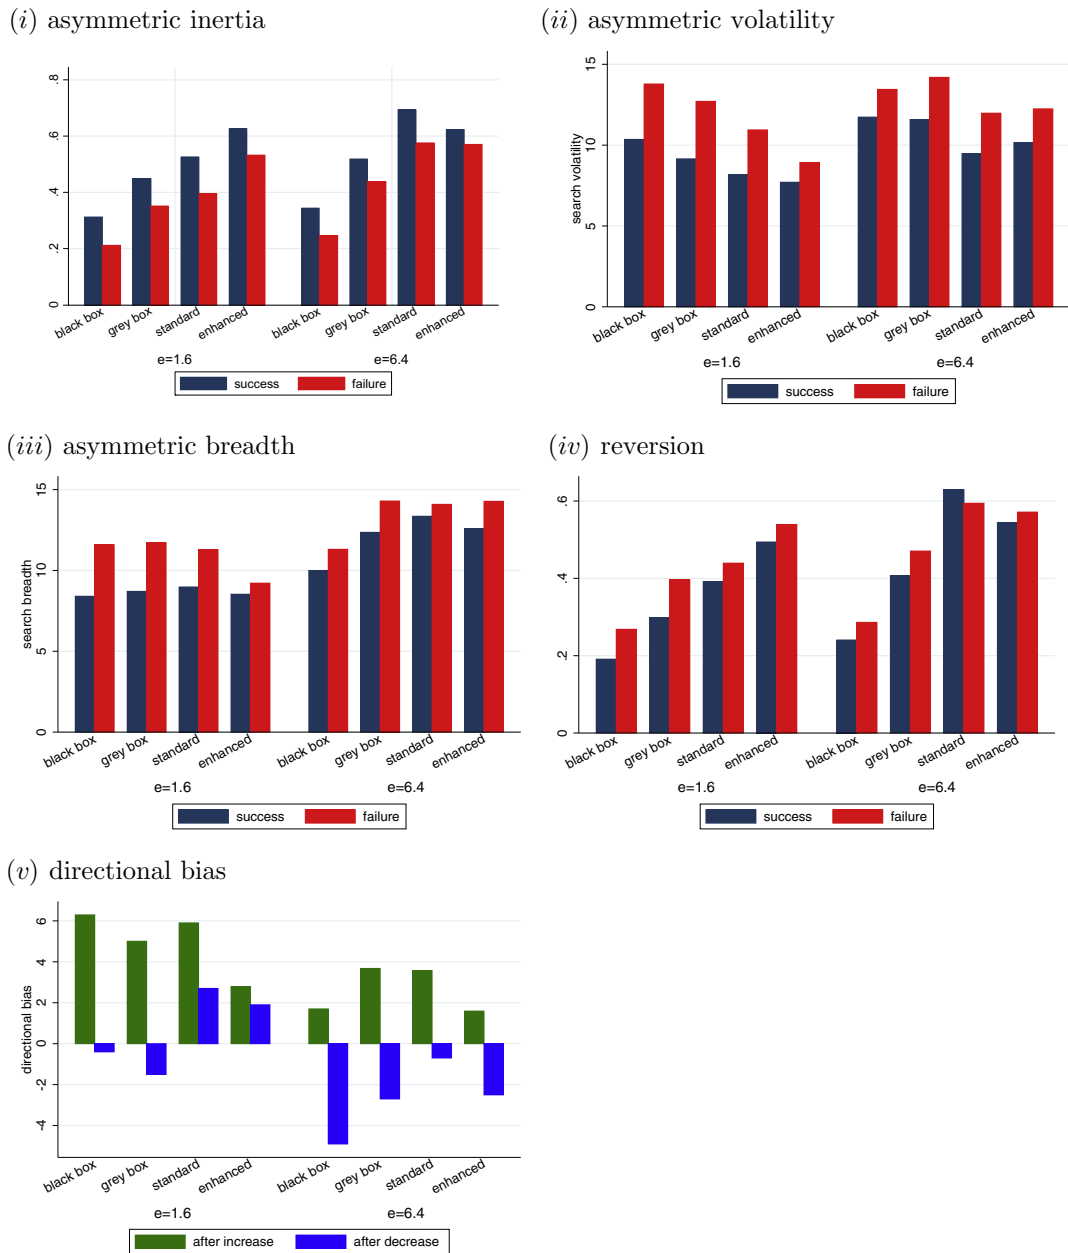 (i) asymmetric inertia
.8
.6
.4
.2
0
black box grey box standard enhanced black box grey box standard enhanced
e=1.6 e=6.4
success failure
(ii) asymmetric volatility
search volatility
15
10
5
0
black box grey box standard enhanced black box grey box standard enhanced
e=1.6 e=6.4
success failure
(iii) asymmetric breadth
search breadth
15
10
5
0
black box grey box standard enhanced black box grey box standard enhanced
e=1.6 e=6.4
success failure
(iv) reversion
.6
.4
.2
0
black box grey box standard enhanced black box grey box standard enhanced
e=1.6 e=6.4
success failure
(v) directional bias
directional bias
6
4
2
0
-2
-4
black box grey box standard enhanced black box grey box standard enhanced
e=1.6 e=6.4
after increase after decrease